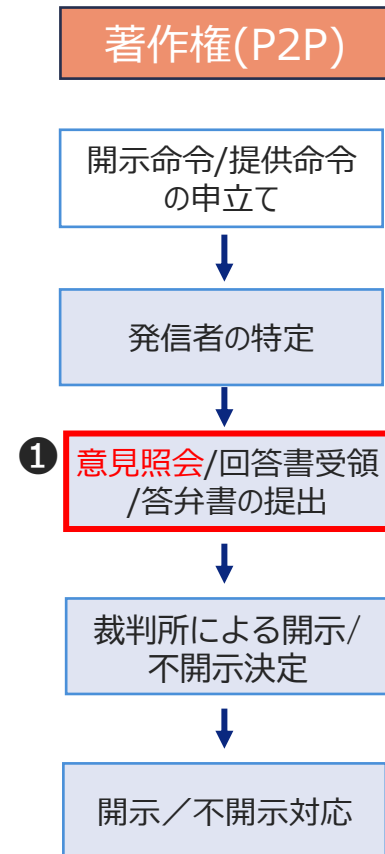 著作権(P2P)
開示命令/提供命令
の申立て
発信者の特定
❶
意見照会/回答書受領
/答弁書の提出
裁判所による開示/
不開示決定
開示／不開示対応